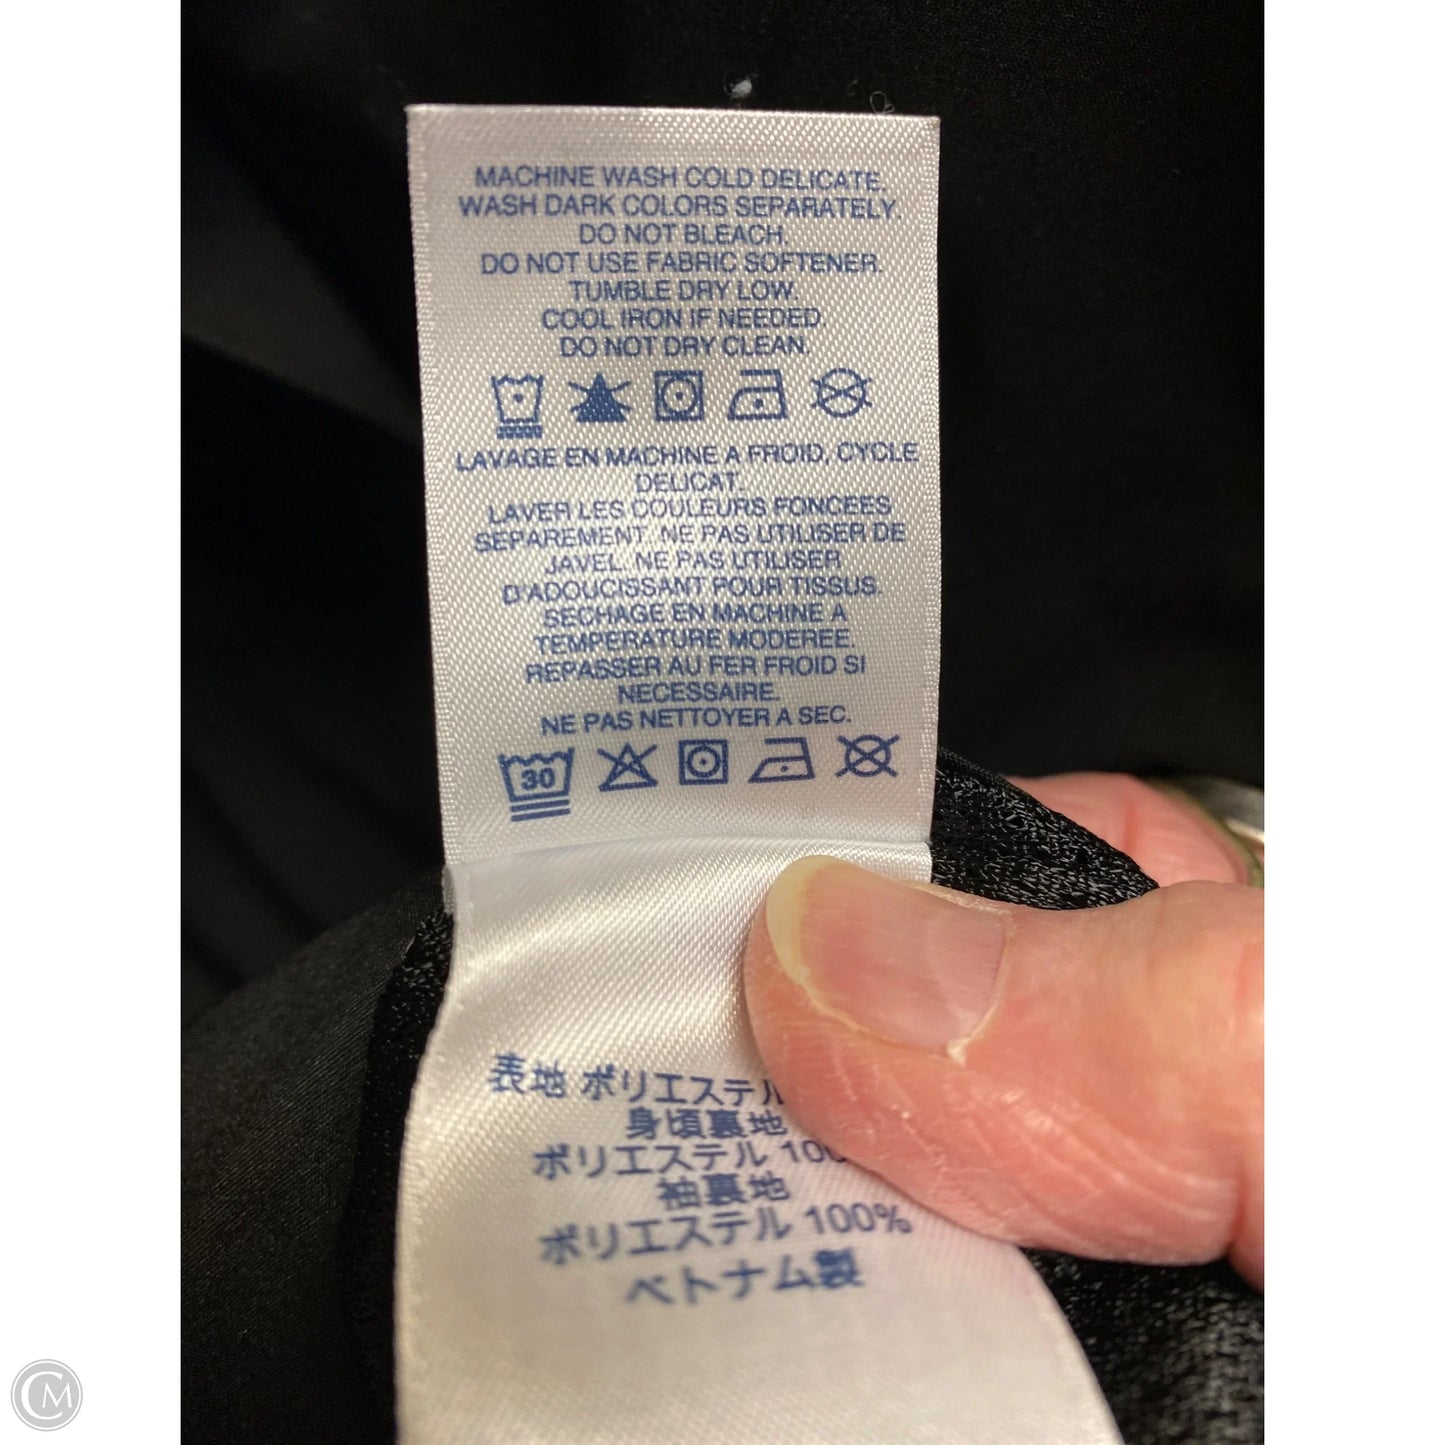 MACHINE WASH COLD DELICATE.
WASH DARK COLORS SEPARATELY.
DO NOT BLEACH.
DO NOT USE FABRIC SOFTENER.
TUMBLE DRY LOW.
COOL IRON IF NEEDED.
DO NOT DRY CLEAN.
LAVAGE EN MACHINE A FROID, CYCLE
DELICAT.
LAVER LES COULEURS FONCEES
SEPAREMENT. NE PAS UTILISER DE
JAVEL. NE PAS UTILISER
D'ADOUCISSANT POUR TISSUS.
SECHAGE EN MACHINE A
TEMPERATURE MODEREE.
REPASSER AU FER FROID SI
NECESSAIRE.
NE PAS NETTOYER A SEC.
30
表地 ポリエステル
身頃裏地
ポリエステル
袖裏地
ポリエステル 100%
ベトナム製
CM